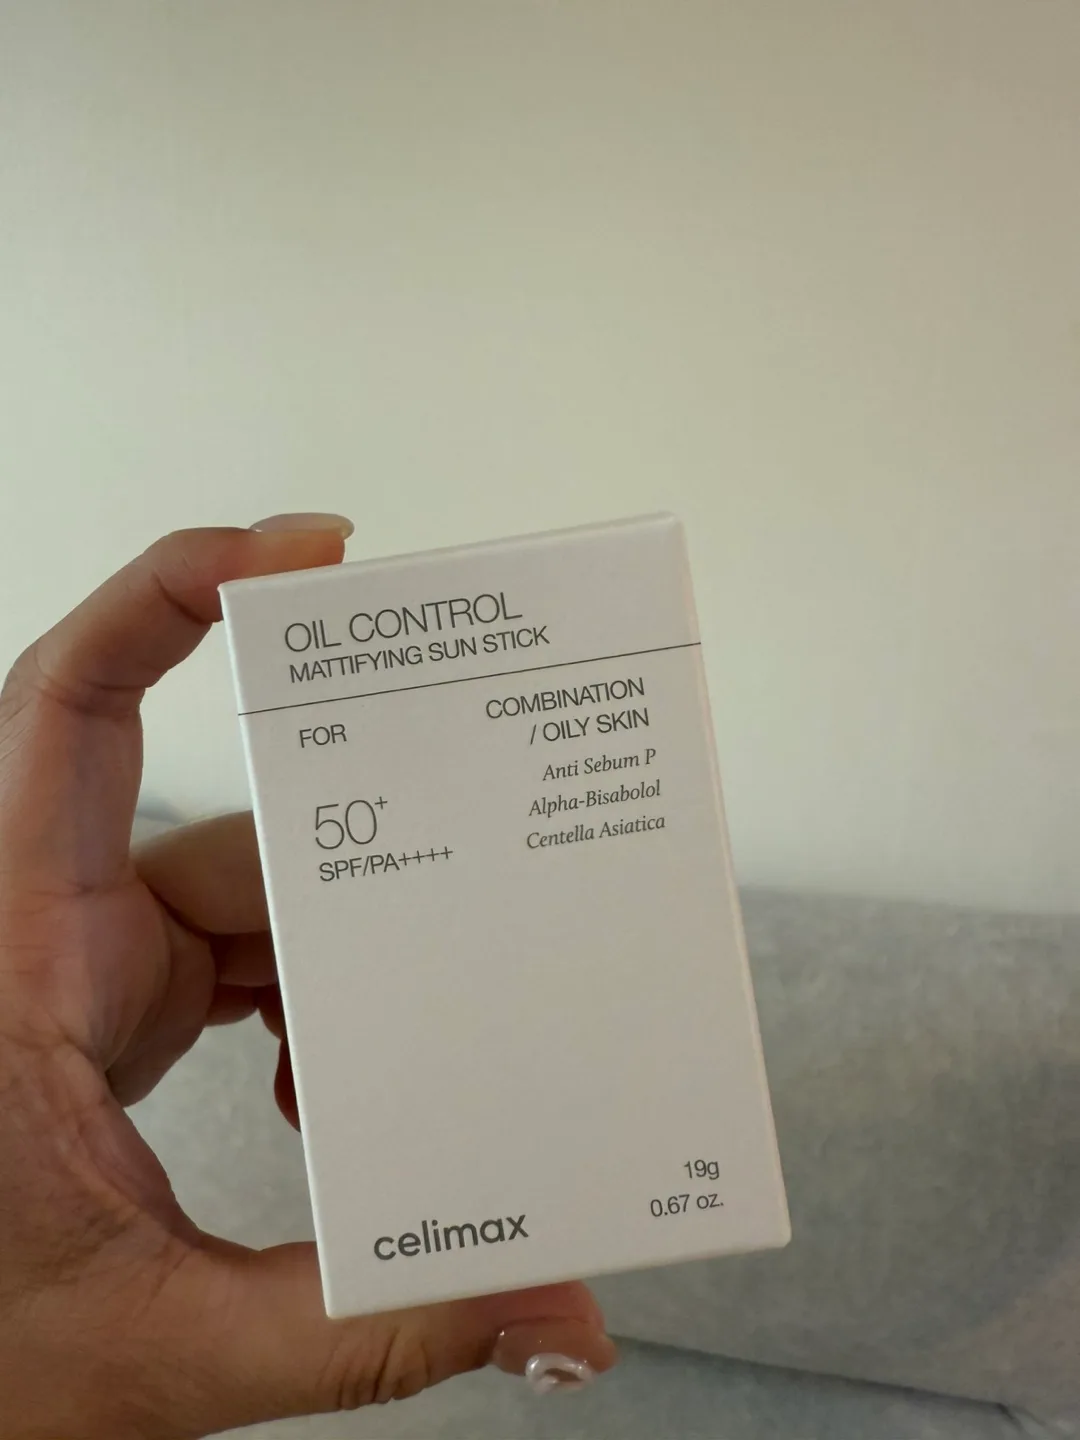 OIL CONTROL
MATTIFYING SUN STICK
FOR
COMBINATION
/ OILY SKIN
Anti Sebum P
Alpha-Bisabolol
Centella Asiatica
50+
SPF/PA++++
19g
0.67 oz.
celimax